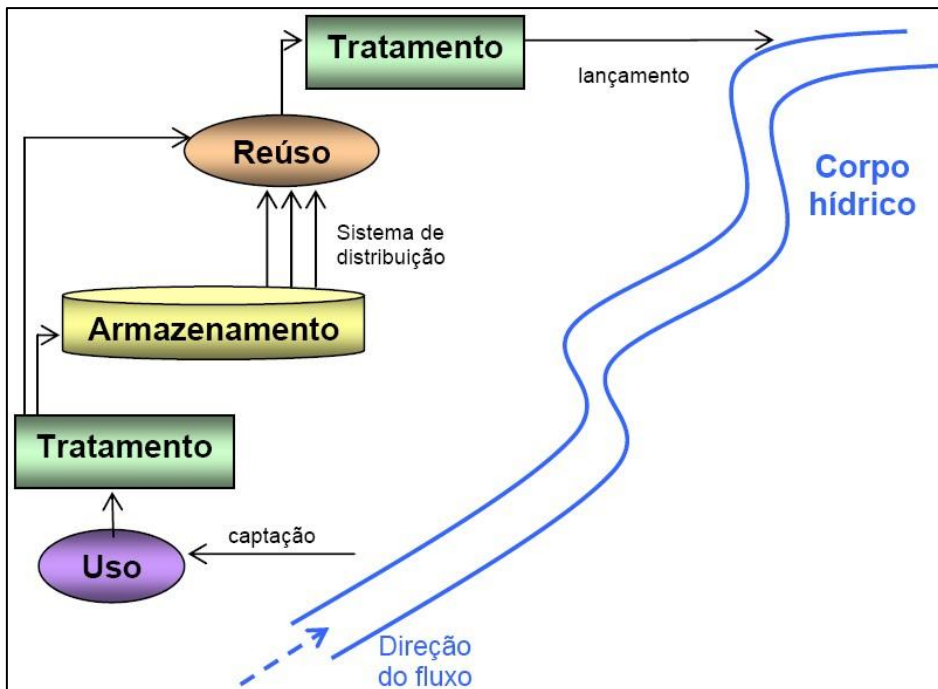 Tratamento
lançamento
Reúso
Corpo
hídrico
Sistema de
distribuição
Armazenamento
Tratamento
captação
Uso
Direção
do fluxo